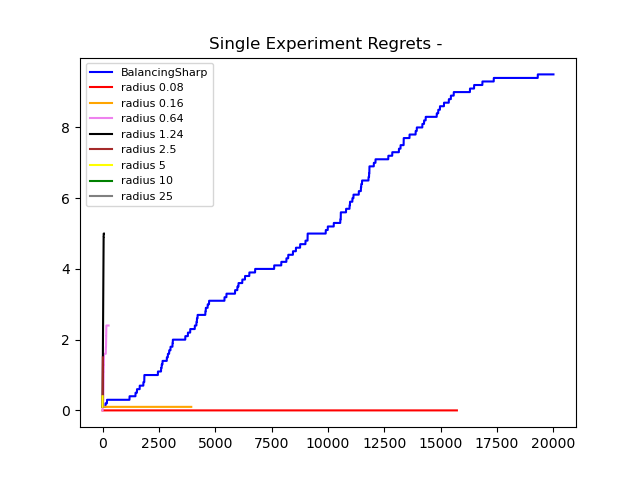 Single Experiment Regrets -
BalancingSharp
radius 0.08
radius 0.16
radius 0.64
radius 1.24
radius 2.5
radius 5
radius 10
radius 25
8
6
4
2
0
0 2500 5000 7500 10000 12500 15000 17500 20000